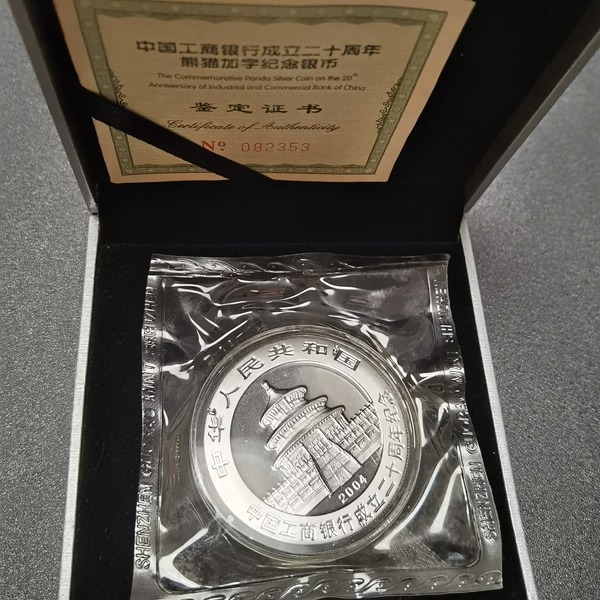 中国工商银行成立二十周年
熊猫加字纪念银币
The Commemorative Panda Silver Coin on the 20th
Anniversary of Industrial and Commercial Bank of China
鉴定证书
Certificate of Authenticity
№ 082353
中华人民共和国
2004
中国工商银行成立二十周年纪念
SHENZHEN
SHENZHEN